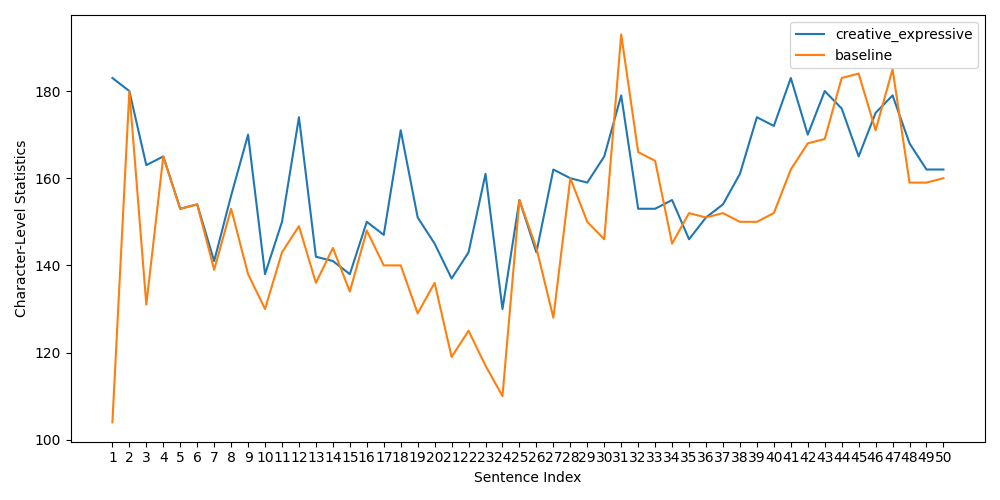 creative_expressive
baseline
Character-Level Statistics
180
160
140
120
100
1 2 3 4 5 6 7 8 9 10 11 12 13 14 15 16 17 18 19 20 21 22 23 24 25 26 27 28 29 30 31 32 33 34 35 36 37 38 39 40 41 42 43 44 45 46 47 48 49 50
Sentence Index